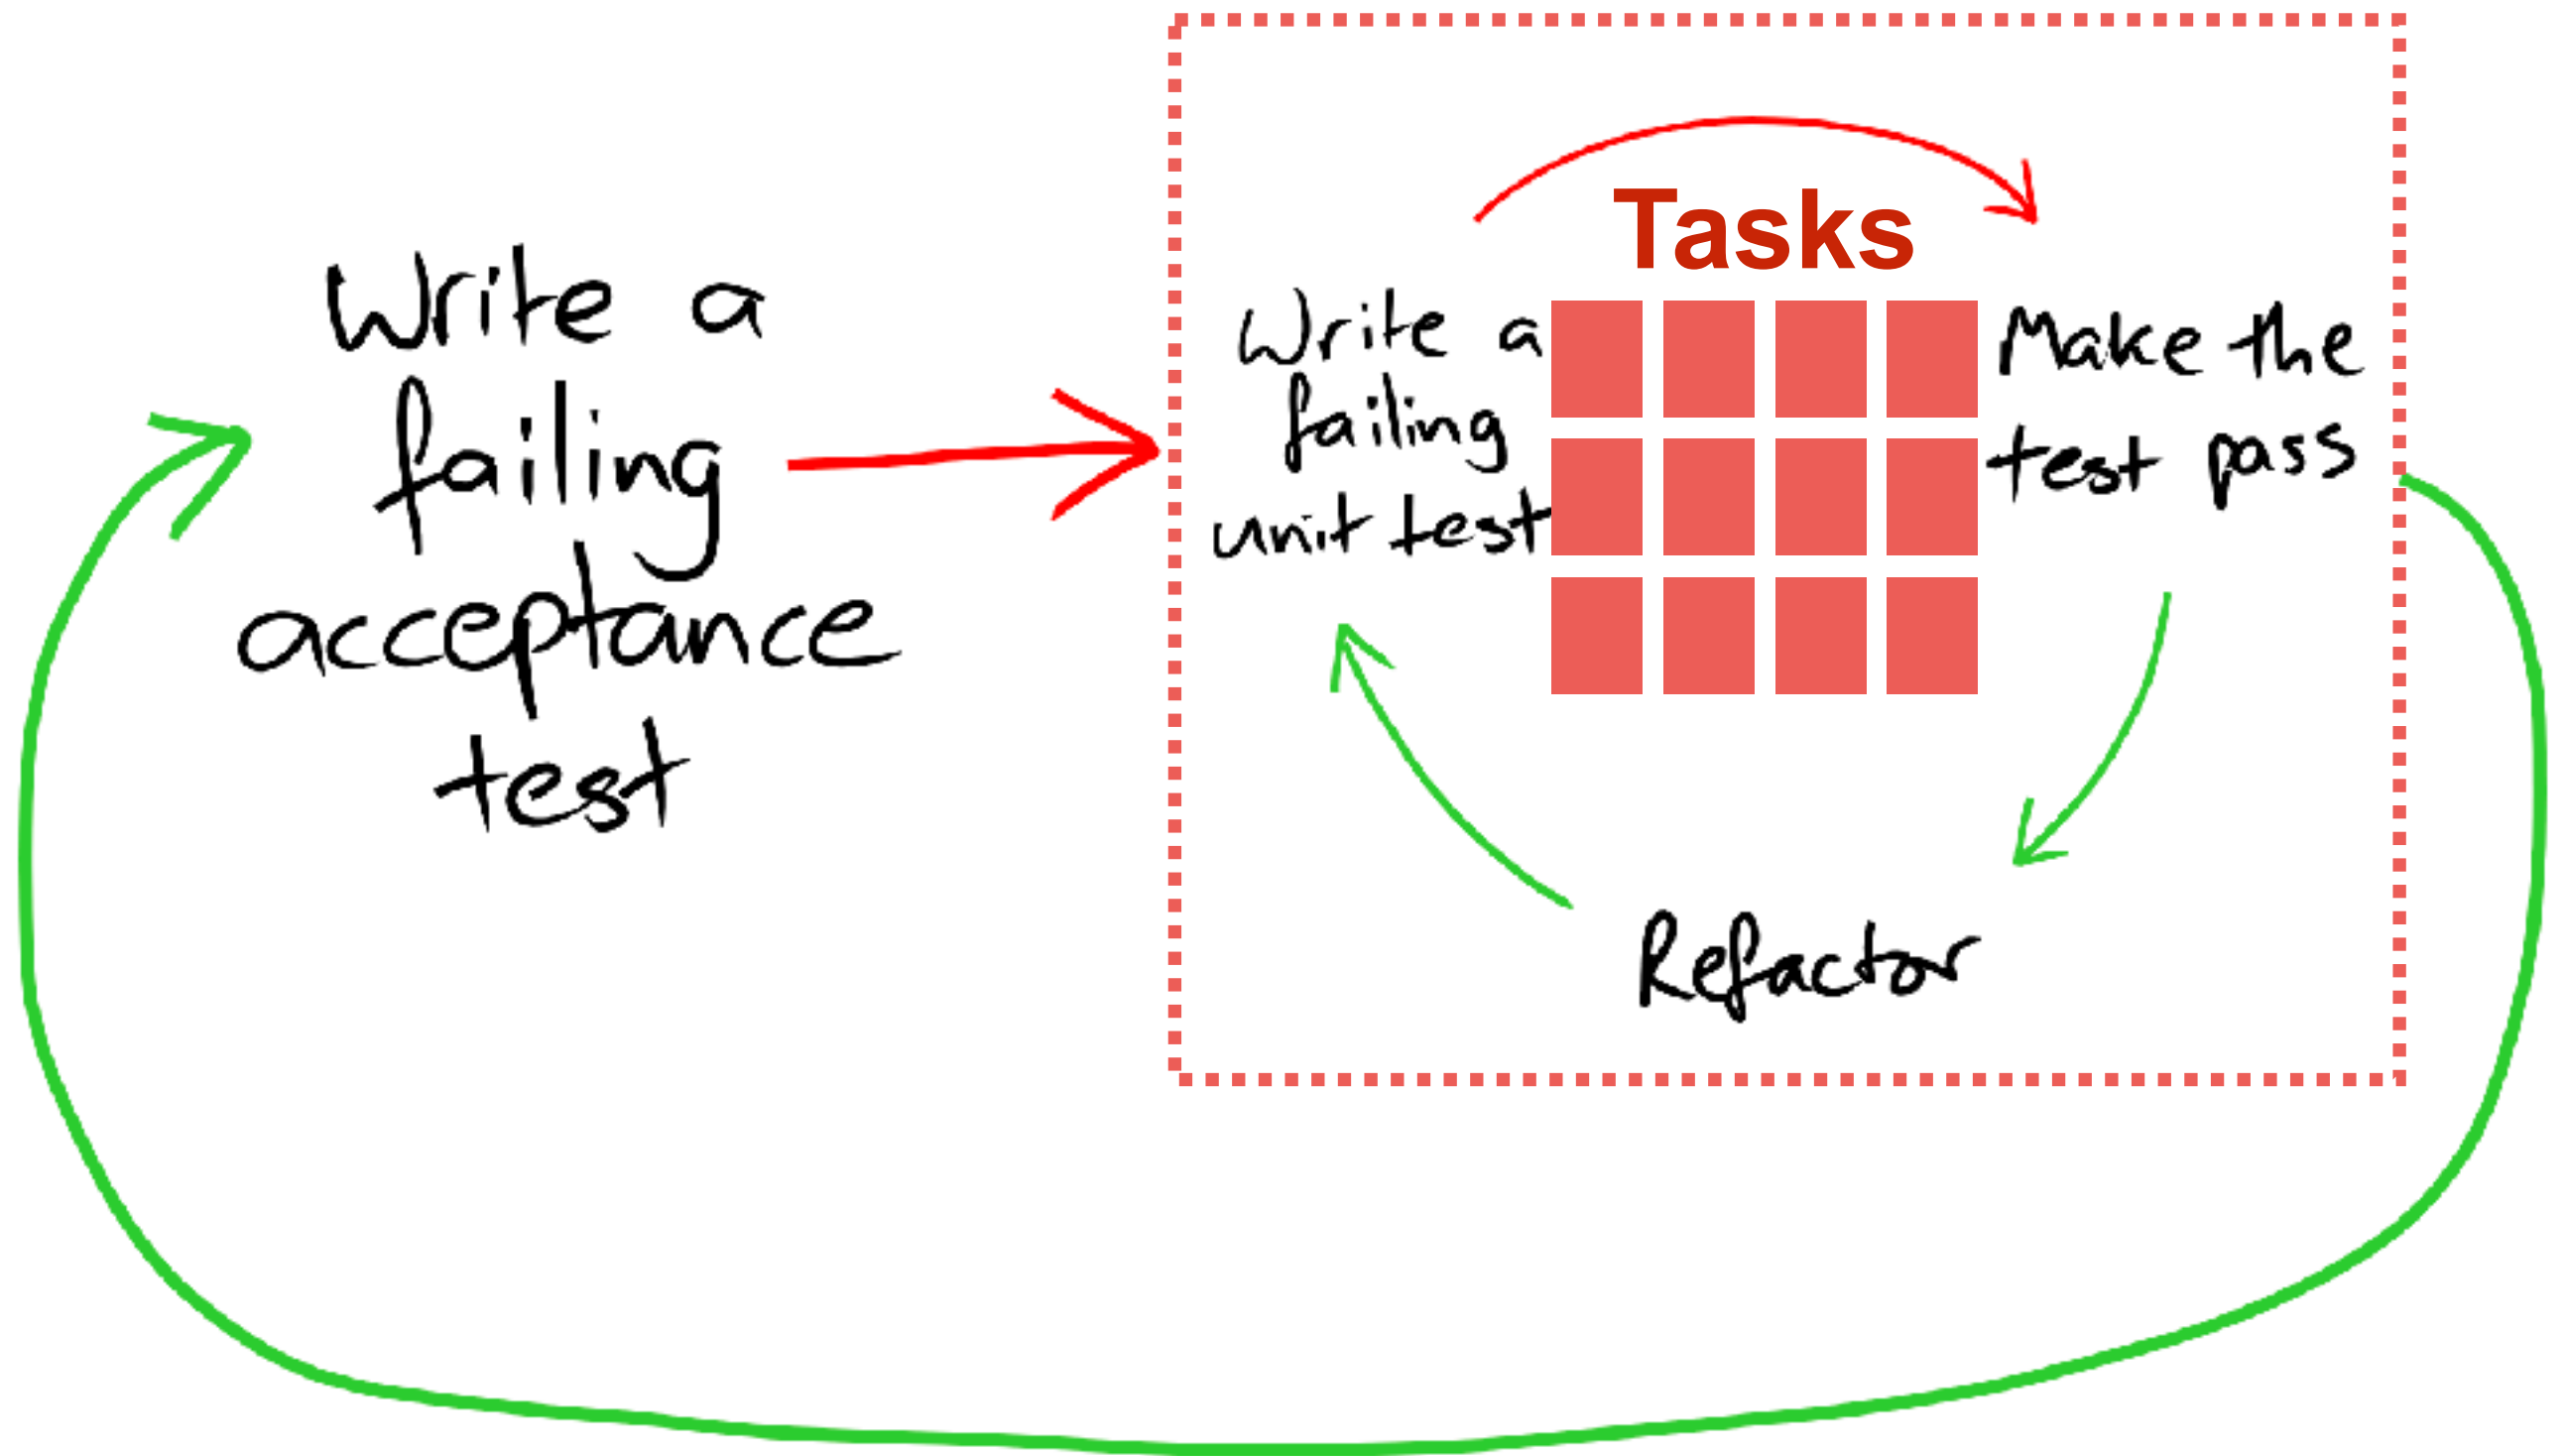 Write a
failing
acceptance
test
Tasks
Write a
failing
unit test
Make the
test pass
Refactor